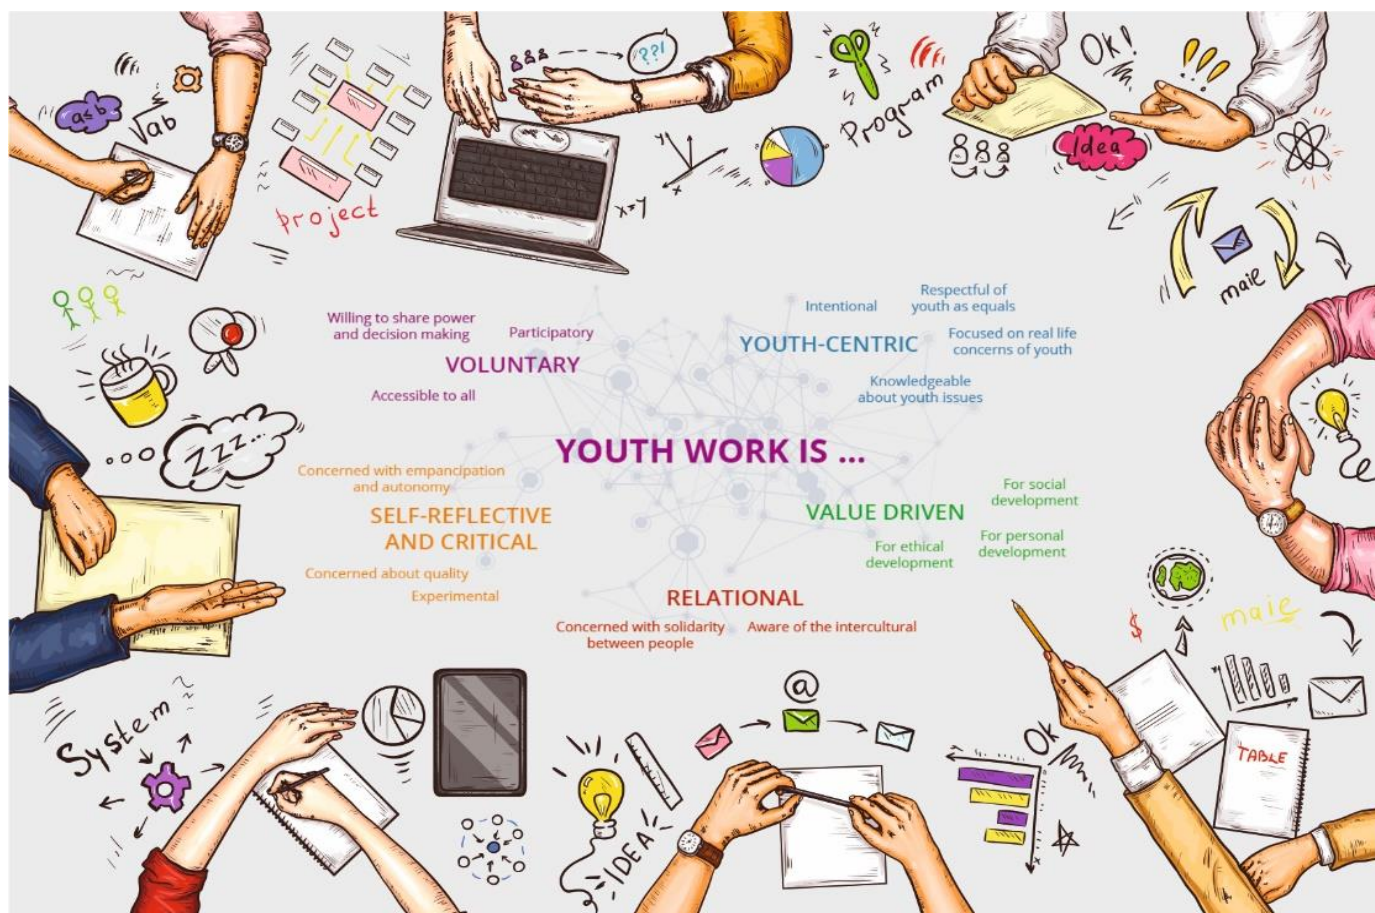 a≤b
√ab
project
??!
y
x
x=y
Program
Ok!
Idea
maie
Willing to share power
and decision making
Participatory
VOLUNTARY
Accessible to all
Intentional
Respectful of
youth as equals
YOUTH-CENTRIC
Focused on real life
concerns of youth
Knowledgeable
about youth issues
ZZZ...
YOUTH WORK IS ...
Concerned with empancipation
and autonomy
SELF-REFLECTIVE
AND CRITICAL
Concerned about quality
Experimental
For social
development
VALUE DRIVEN
For personal
development
For ethical
development
RELATIONAL
Concerned with solidarity
between people
Aware of the intercultural
$
maie
System
@
IDEA
Ok
x
TABLE